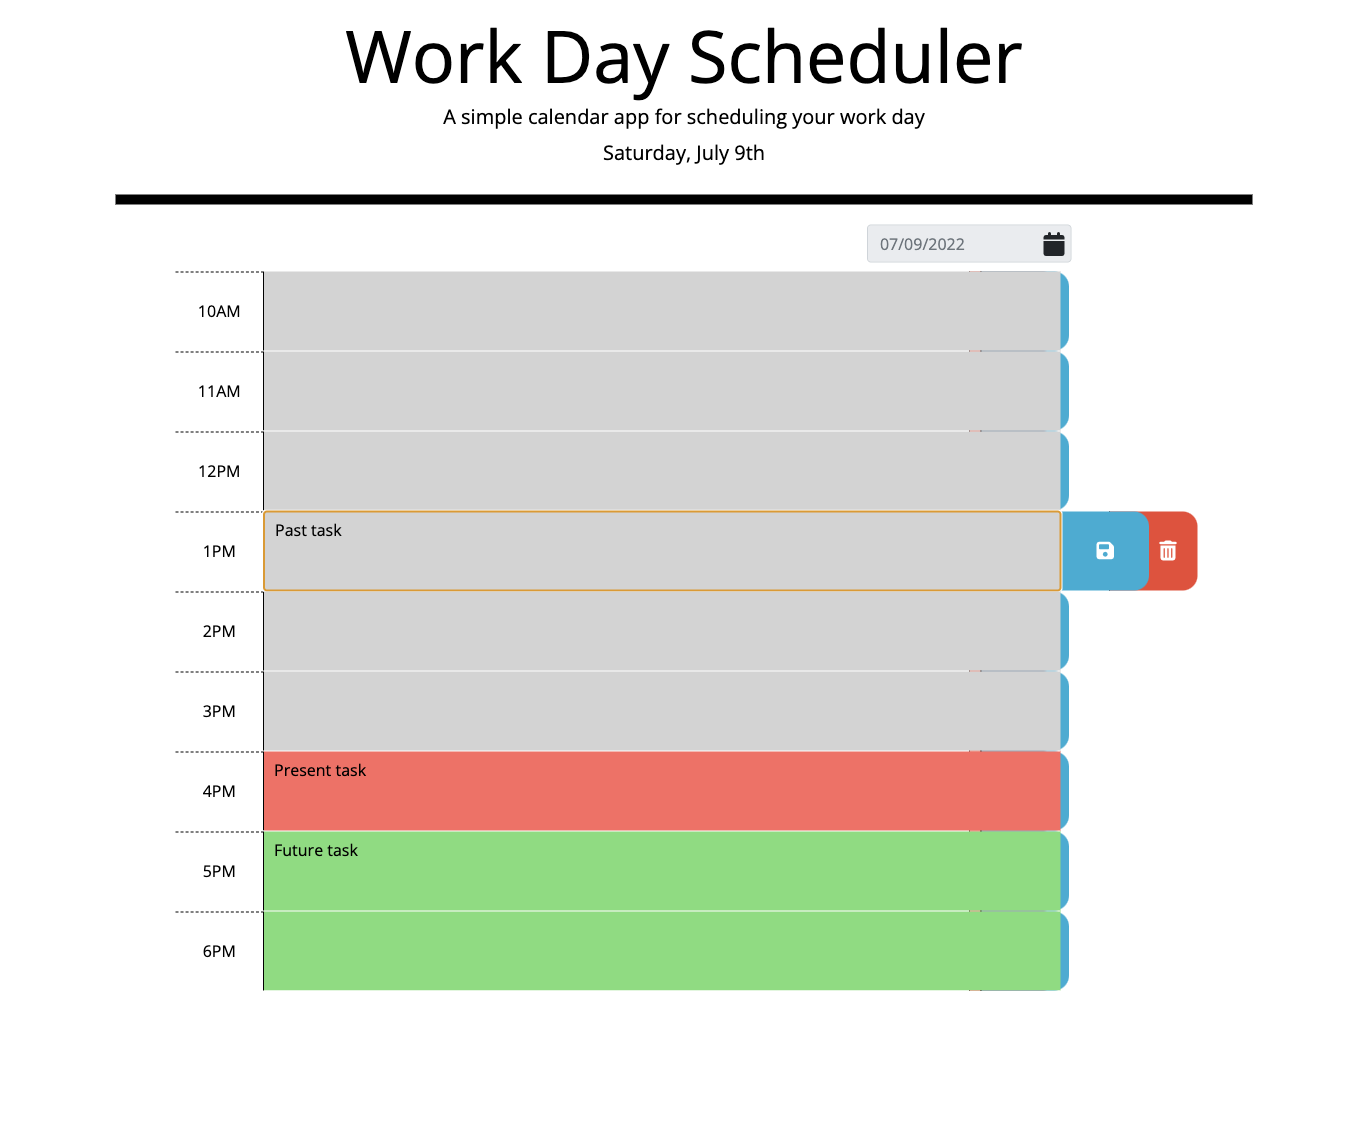 Work Day Scheduler
A simple calendar app for scheduling your work day
Saturday, July 9th
07/09/2022
10AM
11AM
12PM
1PM Past task
2PM
3PM
4PM Present task
5PM Future task
6PM